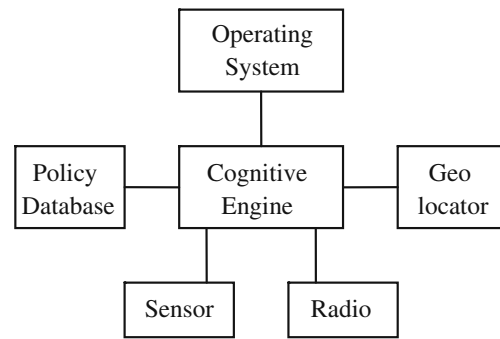 Operating
System
Policy
Database
Cognitive
Engine
Geo
locator
Sensor
Radio